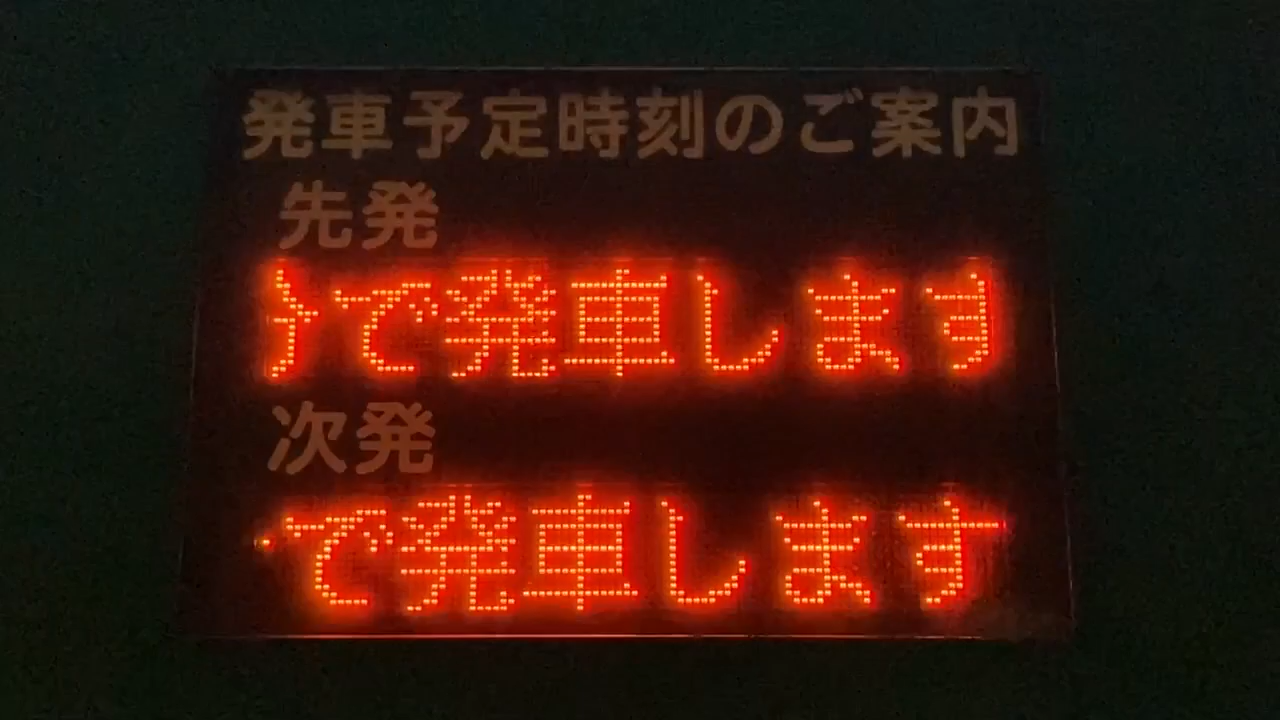 発車予定時刻のご案内
先発
で発車します
次発
で発車します